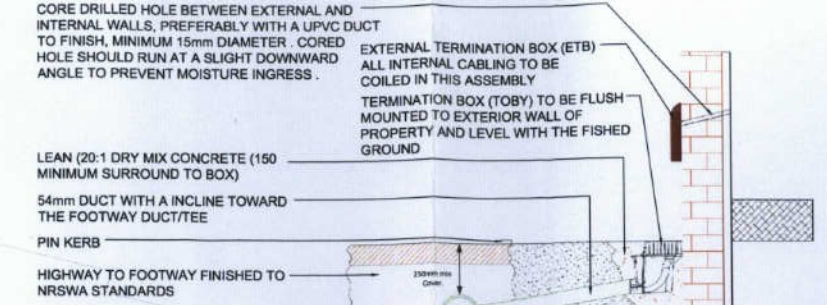 CORE DRILLED HOLE BETWEEN EXTERNAL AND
INTERNAL WALLS, PREFERABLY WITH A UPVC DUCT
TO FINISH, MINIMUM 15mm DIAMETER . CORED
HOLE SHOULD RUN AT A SLIGHT DOWNWARD
ANGLE TO PREVENT MOISTURE INGRESS .
EXTERNAL TERMINATION BOX (ETB)
ALL INTERNAL CABLING TO BE
COILED IN THIS ASSEMBLY
TERMINATION BOX (TOBY) TO BE FLUSH
MOUNTED TO EXTERIOR WALL OF
PROPERTY AND LEVEL WITH THE FISHED
GROUND
LEAN (20:1 DRY MIX CONCRETE (150
MINIMUM SURROUND TO BOX)
54mm DUCT WITH A INCLINE TOWARD
THE FOOTWAY DUCT/TEE
PIN KERB
HIGHWAY TO FOOTWAY FINISHED TO
NRSWA STANDARDS
250mm min
Cover.